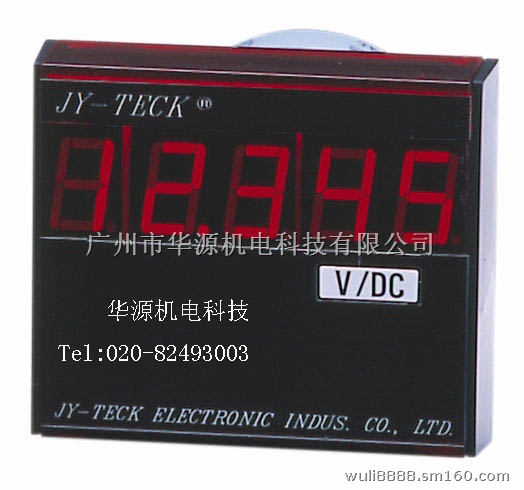 JY-TECK ®
12.345
广州市华源机电科技有限公司
V/DC
华源机电科技
Tel:020-82493003
JY-TECK ELECTRONIC INDUS. CO., LTD.
wuli8888.sm160.com